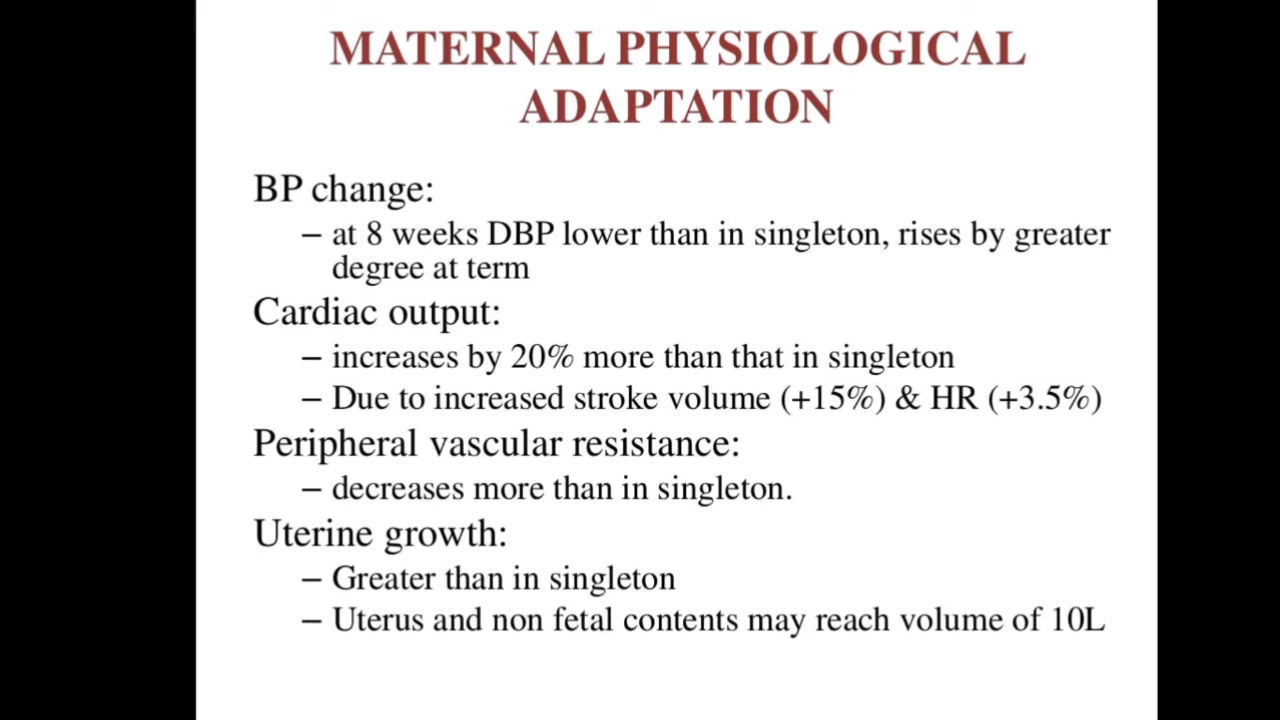 MATERNAL PHYSIOLOGICAL
ADAPTATION
BP change:
– at 8 weeks DBP lower than in singleton, rises by greater
degree at term
Cardiac output:
– increases by 20% more than that in singleton
– Due to increased stroke volume (+15%) & HR (+3.5%)
Peripheral vascular resistance:
– decreases more than in singleton.
Uterine growth:
– Greater than in singleton
– Uterus and non fetal contents may reach volume of 10L